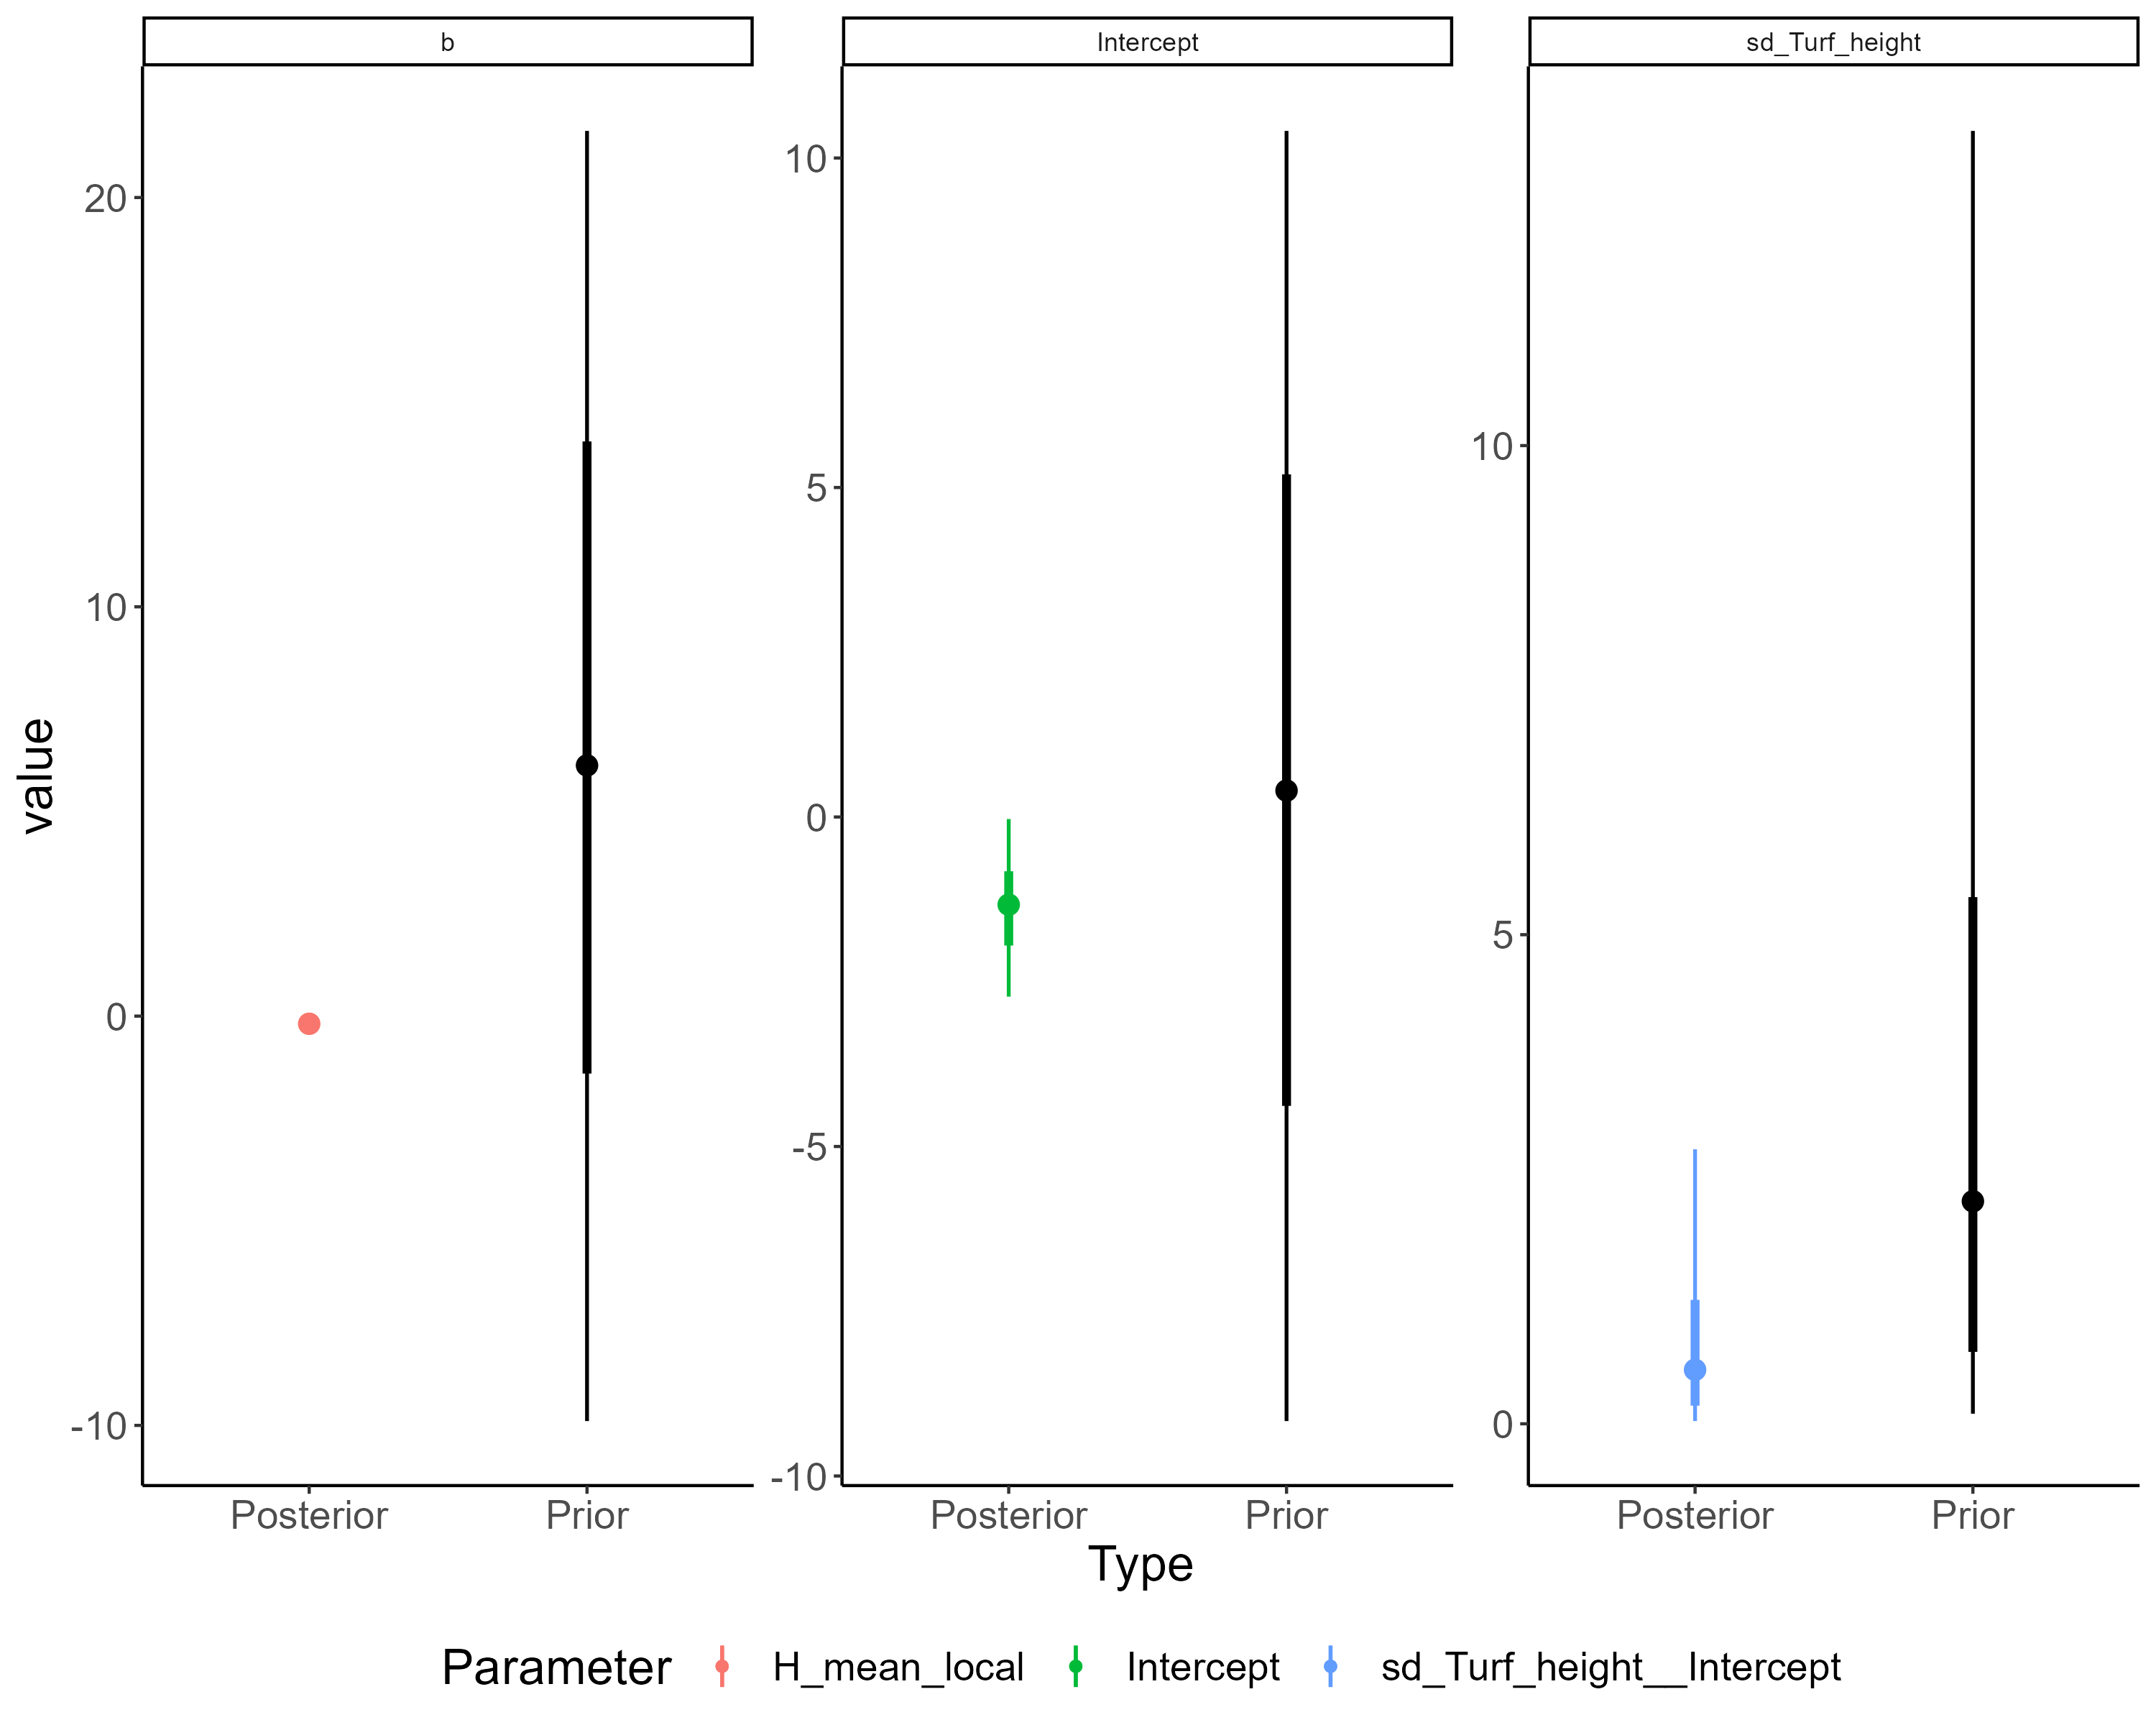 b
Intercept
sd_Turf_height
value
20
10
0
-10
10
5
0
-5
-10
10
5
0
Posterior Prior
Posterior Prior
Posterior Prior
Type
Parameter H_mean_local Intercept sd_Turf_height__Intercept